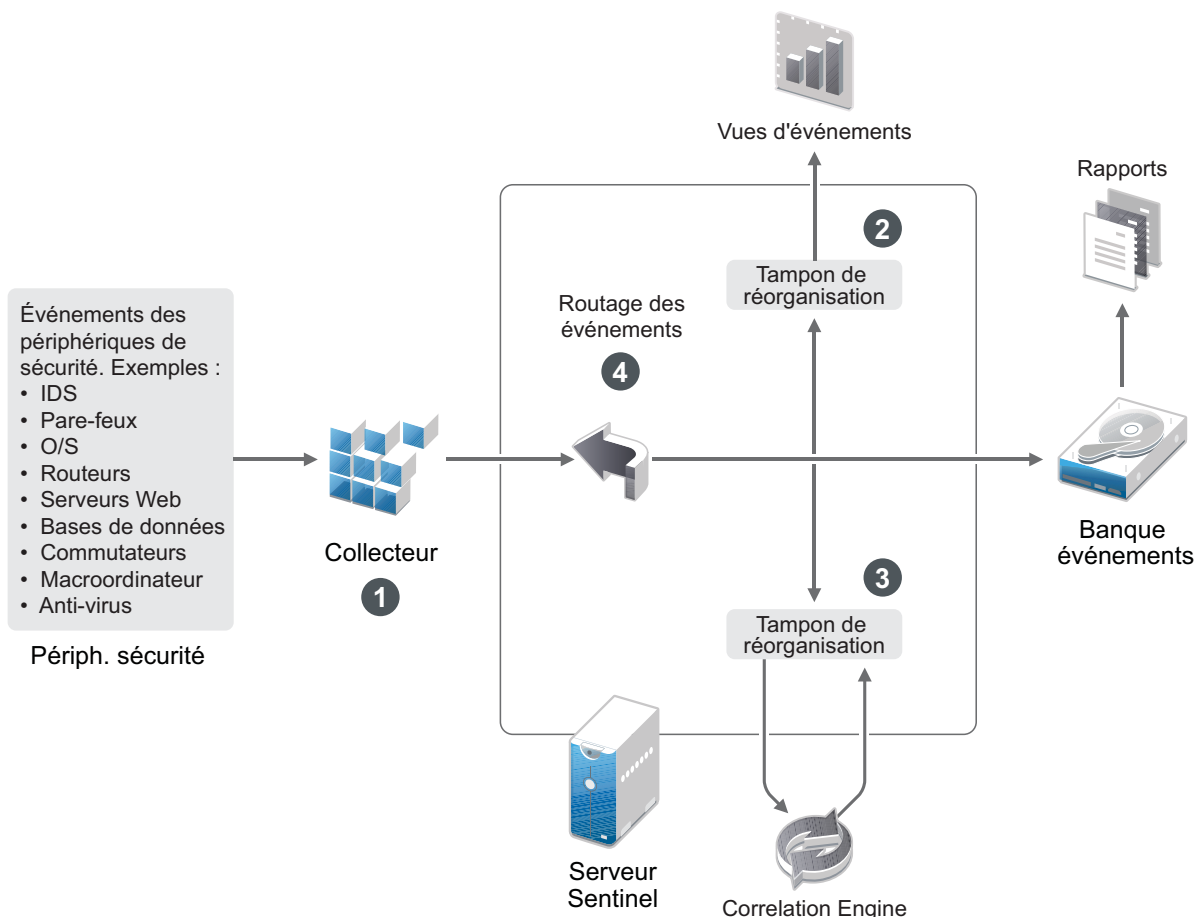 Vues d'événements
Rapports
2
Tampon de
réorganisation
Routage des
événements
4
Événements des
périphériques de
sécurité. Exemples :
• IDS
• Pare-feux
• O/S
• Routeurs
• Serveurs Web
• Bases de données
• Commutateurs
• Macroordinateur
• Anti-virus
Périph. sécurité
Collecteur
1
Banque
événements
3
Tampon de
réorganisation
Serveur
Sentinel
Correlation Engine